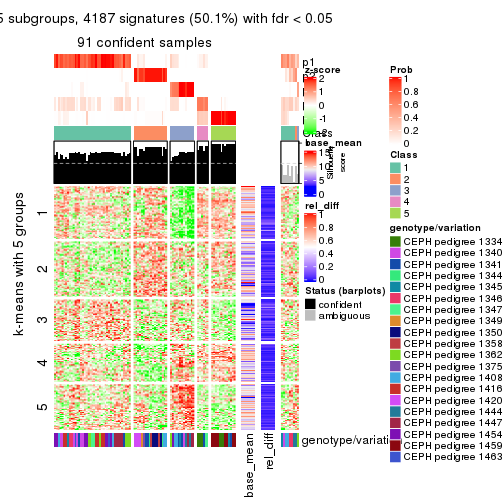 5 subgroups, 4187 signatures (50.1%) with fdr < 0.05
91 confident samples
k-means with 5 groups
1
2
3
4
5
p1
z-score
2
1
0
-1
-2
Class
base_mean
15
10
5
0
Silhouette
score
rel_diff
1
0.8
0.6
0.4
0.2
0
Status (barplots)
confident
ambiguous
genotype/variati
base_mean
rel_diff
Prob
1
0.8
0.6
0.4
0.2
0
Class
1
2
3
4
5
genotype/variation
CEPH pedigree 1334
CEPH pedigree 1340
CEPH pedigree 1341
CEPH pedigree 1344
CEPH pedigree 1345
CEPH pedigree 1346
CEPH pedigree 1347
CEPH pedigree 1349
CEPH pedigree 1350
CEPH pedigree 1358
CEPH pedigree 1362
CEPH pedigree 1375
CEPH pedigree 1408
CEPH pedigree 1416
CEPH pedigree 1420
CEPH pedigree 1444
CEPH pedigree 1447
CEPH pedigree 1454
CEPH pedigree 1459
CEPH pedigree 1463